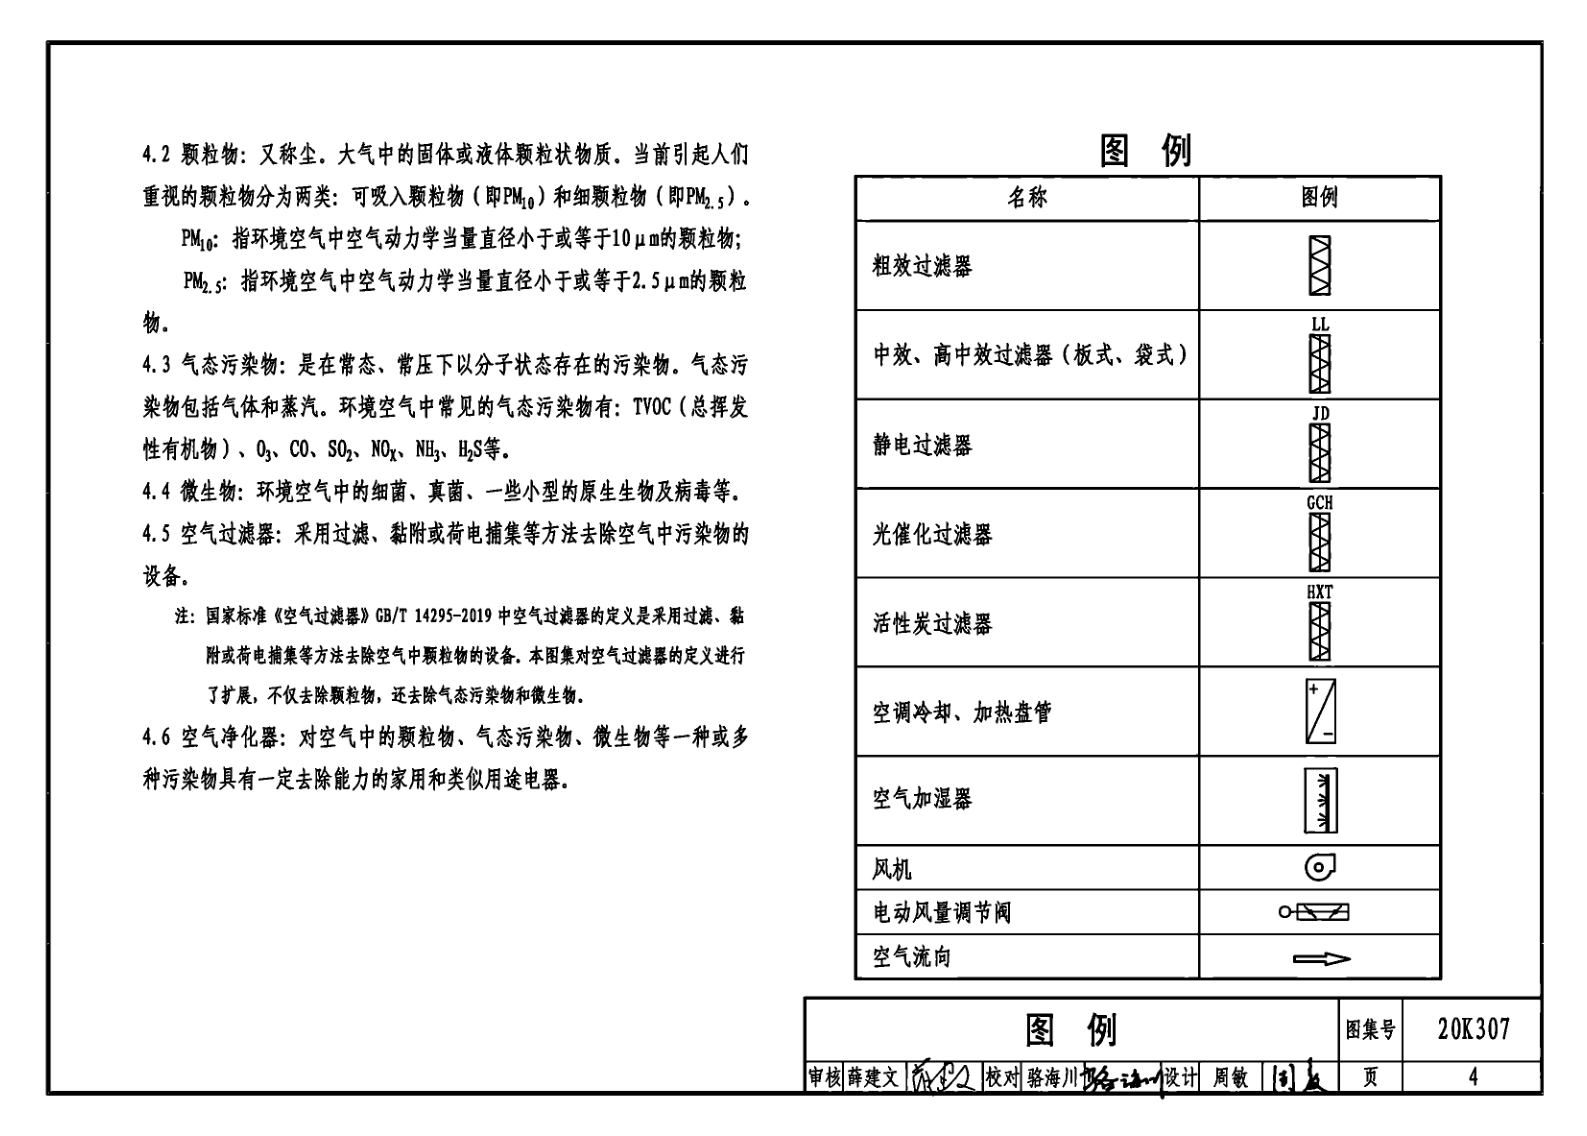 4.2 颗粒物：又称尘。大气中的固体或液体颗粒状物质。当前引起人们
重视的颗粒物分为两类：可吸入颗粒物（即PM₁₀）和细颗粒物（即PM₂.₅）。
PM₁₀：指环境空气中空气动力学当量直径小于或等于10μm的颗粒物；
PM₂.₅：指环境空气中空气动力学当量直径小于或等于2.5μm的颗粒
物。
4.3 气态污染物：是在常态、常压下以分子状态存在的污染物。气态污
染物包括气体和蒸汽。环境空气中常见的气态污染物有：TVOC（总挥发
性有机物）、O₃、CO、SO₂、NOₓ、NH₃、H₂S等。
4.4 微生物：环境空气中的细菌、真菌、一些小型的原生生物及病毒等。
4.5 空气过滤器：采用过滤、黏附或荷电捕集等方法去除空气中污染物的
设备。
注：国家标准《空气过滤器》GB/T 14295-2019 中空气过滤器的定义是采用过滤、黏
附或荷电捕集等方法去除空气中颗粒物的设备。本图集对空气过滤器的定义进行
了扩展，不仅去除颗粒物，还去除气态污染物和微生物。
4.6 空气净化器：对空气中的颗粒物、气态污染物、微生物等一种或多
种污染物具有一定去除能力的家用和类似用途电器。
图 例
名称 图例
粗效过滤器
中效、高中效过滤器（板式、袋式） LL
静电过滤器 JD
光催化过滤器 GCH
活性炭过滤器 HXT
空调冷却、加热盘管 + −
空气加湿器
风机
电动风量调节阀
空气流向
图 例 图集号 20K307
审核 薛建文 校对 骆海川 骆海川 设计 周敏 周敏 页 4